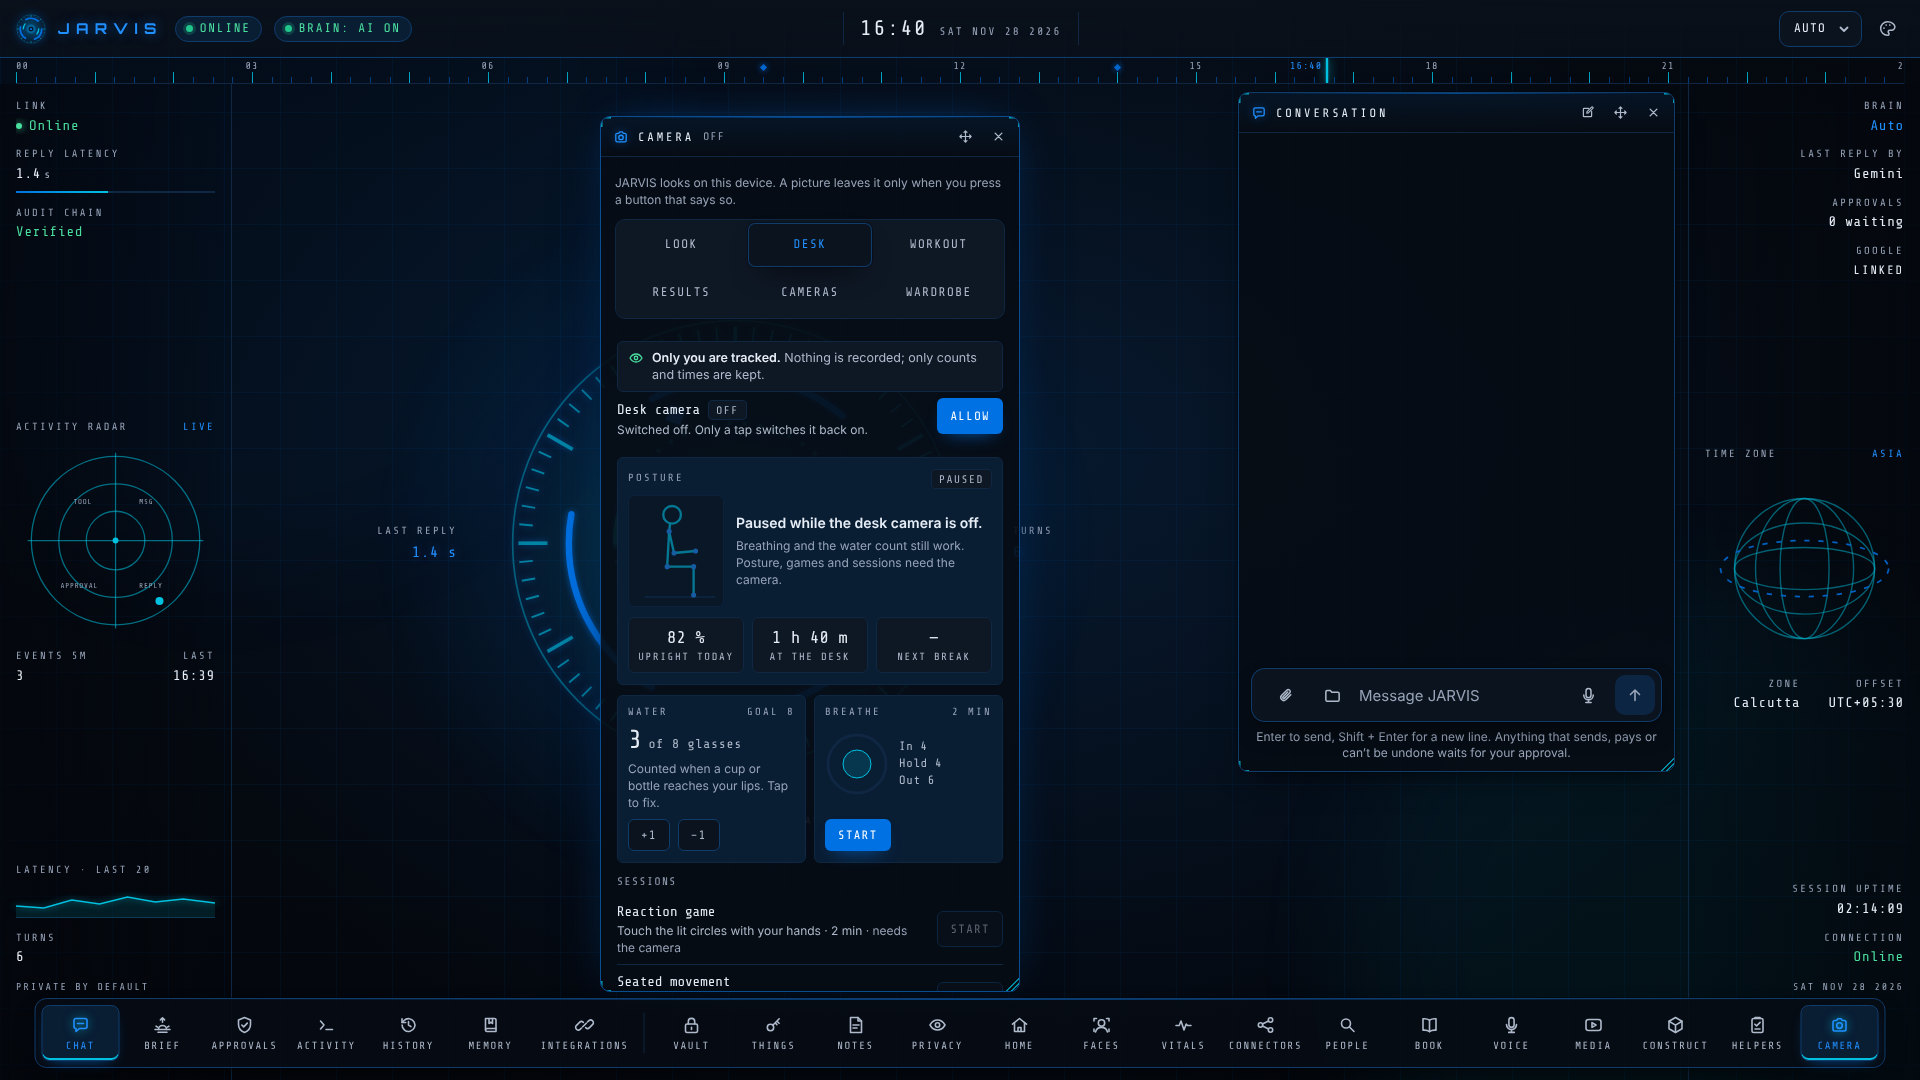 JARVIS
ONLINE
BRAIN: AI ON
16:40 SAT NOV 28 2026
AUTO
00 03 06 09 12 15 16:40 18 21 2
LINK
Online
REPLY LATENCY
1.4 s
AUDIT CHAIN
Verified
ACTIVITY RADAR LIVE
TOOL MSG
APPROVAL REPLY
EVENTS 5M LAST
3 16:39
LATENCY · LAST 20
TURNS
6
PRIVATE BY DEFAULT
LAST REPLY
1.4 s
CAMERA OFF
JARVIS looks on this device. A picture leaves it only when you press
a button that says so.
LOOK DESK WORKOUT
RESULTS CAMERAS WARDROBE
Only you are tracked. Nothing is recorded; only counts
and times are kept.
Desk camera OFF
Switched off. Only a tap switches it back on.
ALLOW
POSTURE PAUSED
Paused while the desk camera is off.
Breathing and the water count still work.
Posture, games and sessions need the
camera.
82 % 1 h 40 m –
UPRIGHT TODAY AT THE DESK NEXT BREAK
WATER GOAL 8
3 of 8 glasses
Counted when a cup or
bottle reaches your lips. Tap
to fix.
+1 −1
BREATHE 2 MIN
In 4
Hold 4
Out 6
START
SESSIONS
Reaction game
Touch the lit circles with your hands · 2 min · needs
the camera
START
Seated movement
URNS
CONVERSATION
Message JARVIS
Enter to send, Shift + Enter for a new line. Anything that sends, pays or
can't be undone waits for your approval.
BRAIN
Auto
LAST REPLY BY
Gemini
APPROVALS
0 waiting
GOOGLE
LINKED
TIME ZONE ASIA
ZONE OFFSET
Calcutta UTC+05:30
SESSION UPTIME
02:14:09
CONNECTION
Online
SAT NOV 28 2026
CHAT BRIEF APPROVALS ACTIVITY HISTORY MEMORY INTEGRATIONS VAULT THINGS NOTES PRIVACY HOME FACES VITALS CONNECTORS PEOPLE BOOK VOICE MEDIA CONSTRUCT HELPERS CAMERA